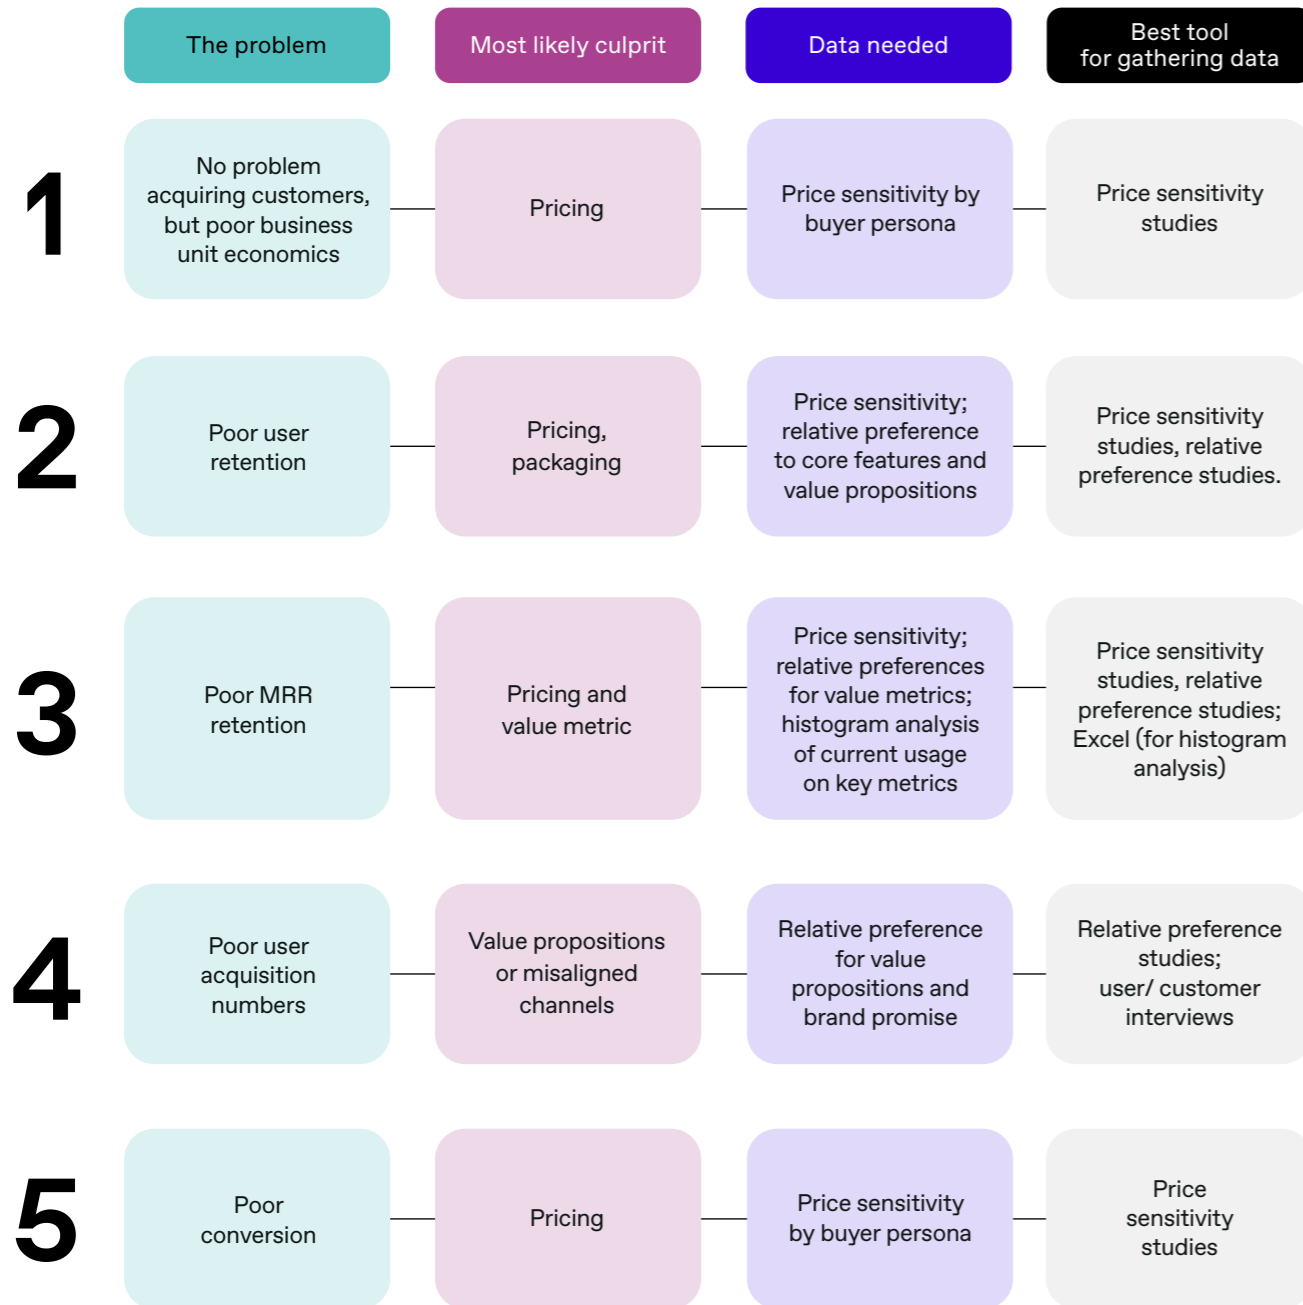 The problem
Most likely culprit
Data needed
Best tool
for gathering data
1
No problem
acquiring customers,
but poor business
unit economics
Pricing
Price sensitivity by
buyer persona
Price sensitivity
studies
2
Poor user
retention
Pricing,
packaging
Price sensitivity;
relative preference
to core features and
value propositions
Price sensitivity
studies, relative
preference studies.
3
Poor MRR
retention
Pricing and
value metric
Price sensitivity;
relative preferences
for value metrics;
histogram analysis
of current usage
on key metrics
Price sensitivity
studies, relative
preference studies;
Excel (for histogram
analysis)
4
Poor user
acquisition
numbers
Value propositions
or misaligned
channels
Relative preference
for value
propositions and
brand promise
Relative preference
studies;
user/ customer
interviews
5
Poor
conversion
Pricing
Price sensitivity
by buyer persona
Price
sensitivity
studies